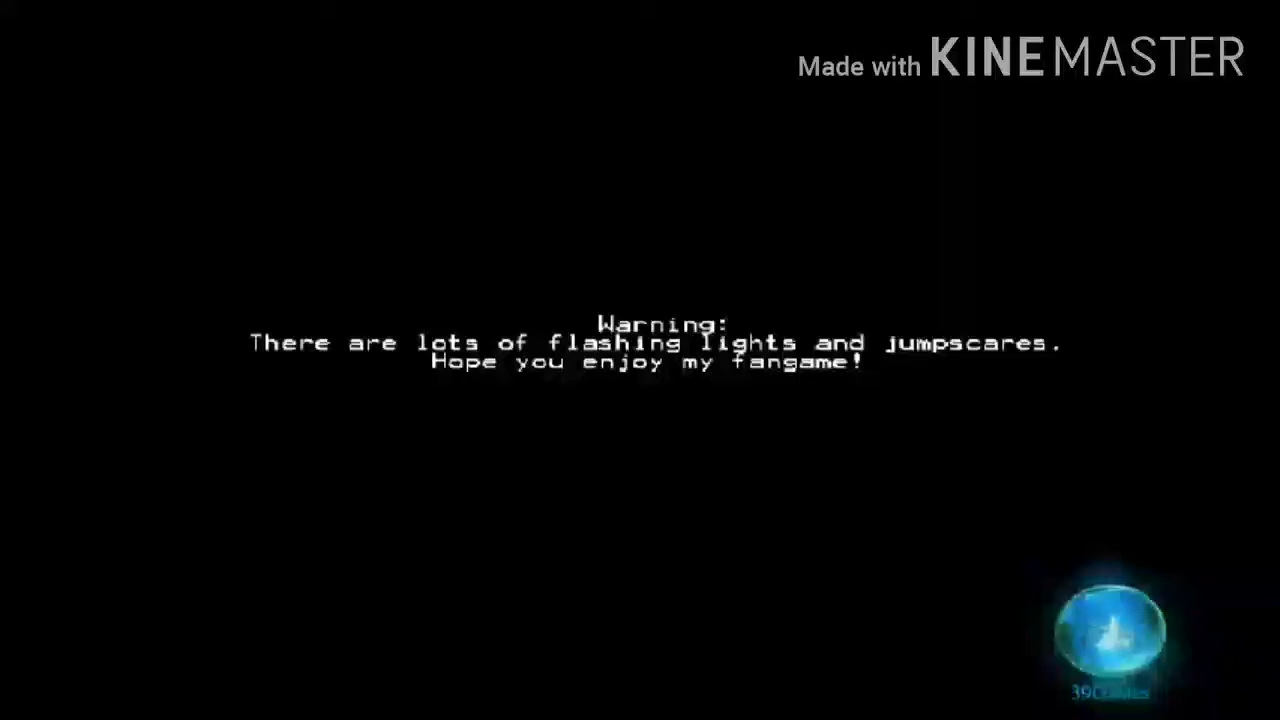 Made with KINEMASTER
Warning:
There are lots of flashing lights and jumpscares.
Hope you enjoy my fangame!